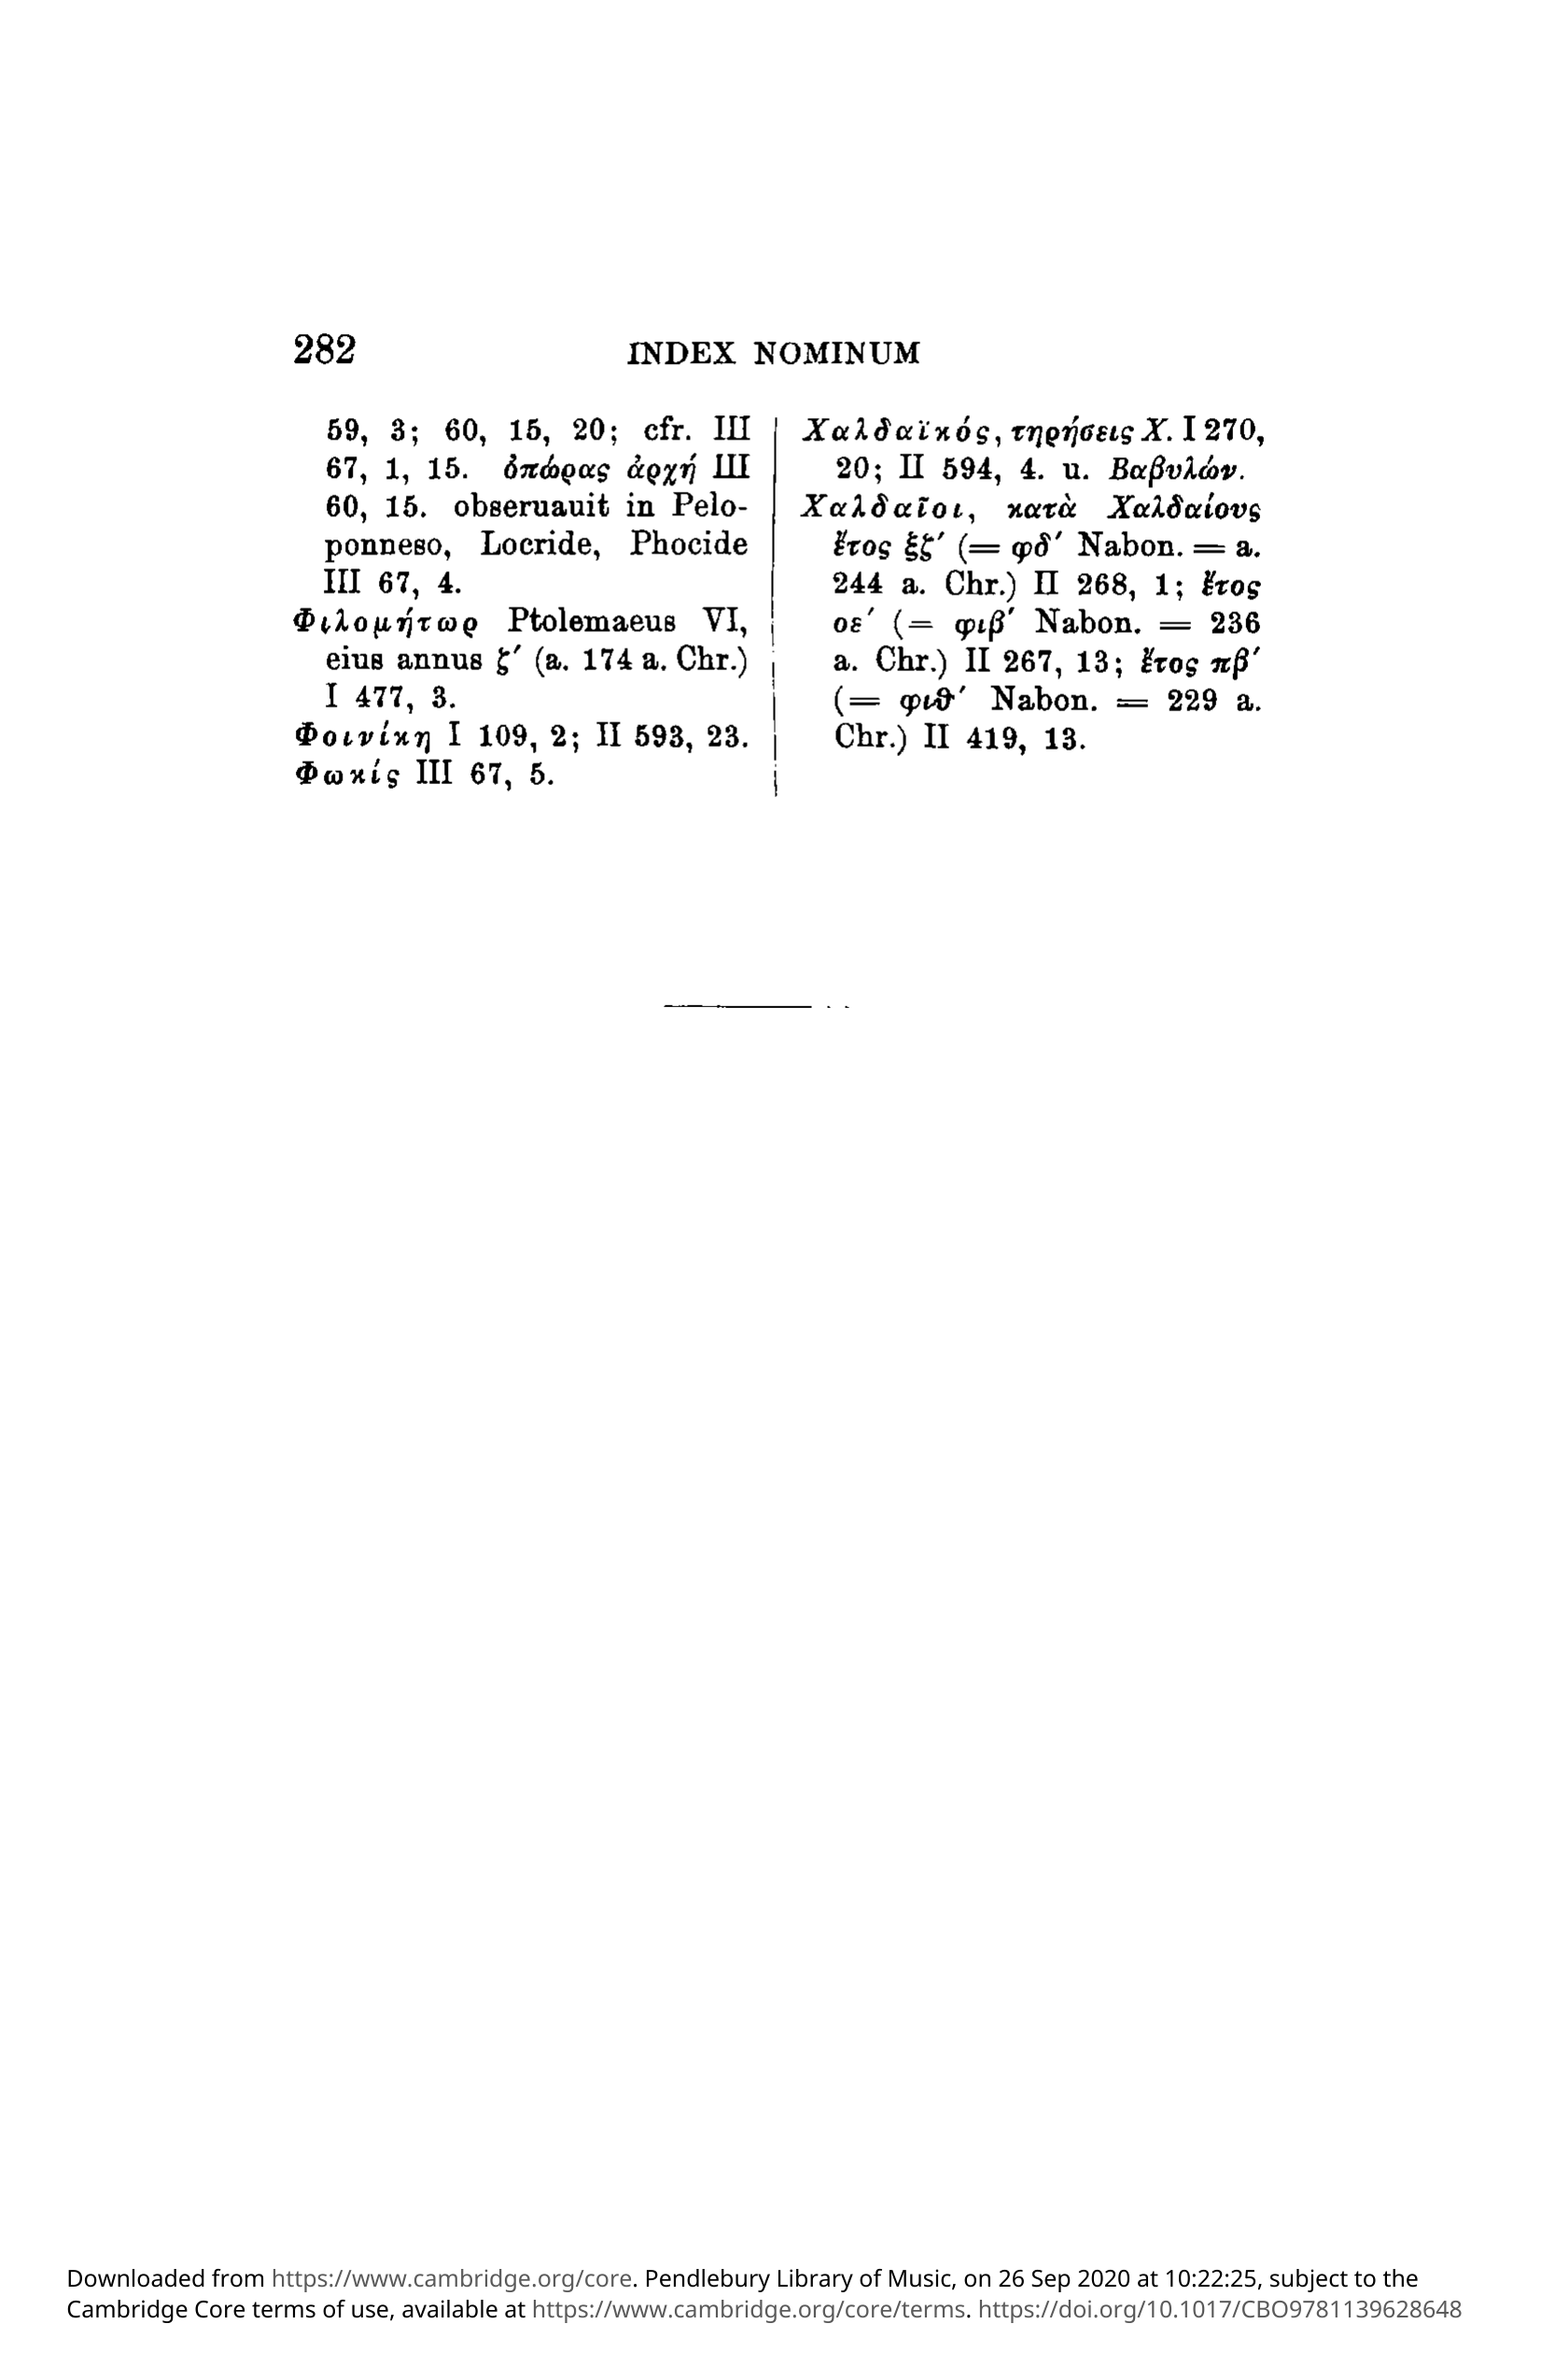 282
INDEX NOMINUM
59, 3; 60, 15, 20; cfr. III
67, 1, 15. ὀπώρας ἀρχή III
60, 15. obseruauit in Pelo-
ponneso, Locride, Phocide
III 67, 4.
Φιλομήτωρ Ptolemaeus VI,
eius annus ζ′ (a. 174 a. Chr.)
I 477, 3.
Φοινίκη I 109, 2; II 593, 23.
Φωκίς III 67, 5.
Χαλδαϊκός, τηρήσεις Χ. I 270,
20; II 594, 4. u. Βαβυλών.
Χαλδαῖοι, κατὰ Χαλδαίους
ἔτος ξζ′ (= φδ′ Nabon. = a.
244 a. Chr.) II 268, 1; ἔτος
οε′ (= φιβ′ Nabon. = 236
a. Chr.) II 267, 13; ἔτος πβ′
(= φιϑ′ Nabon. = 229 a.
Chr.) II 419, 13.
Downloaded from https://www.cambridge.org/core. Pendlebury Library of Music, on 26 Sep 2020 at 10:22:25, subject to the
Cambridge Core terms of use, available at https://www.cambridge.org/core/terms. https://doi.org/10.1017/CBO9781139628648